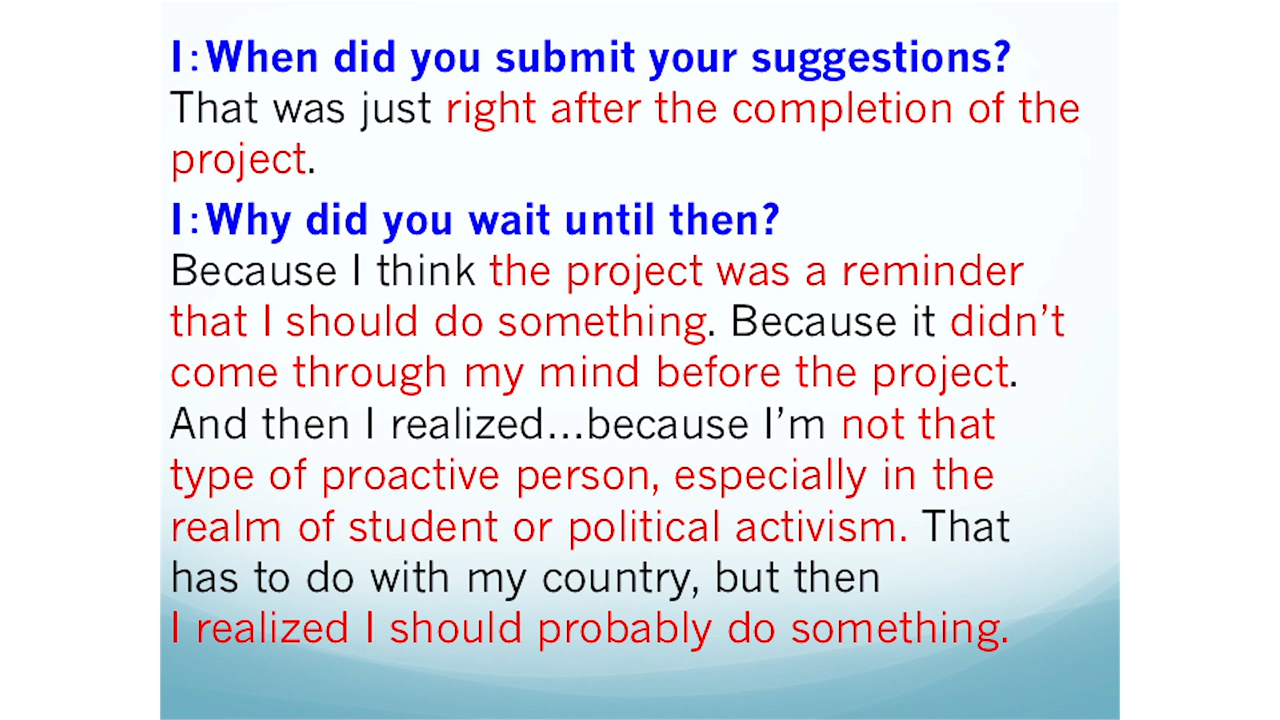 I:When did you submit your suggestions?
That was just right after the completion of the
project.
I:Why did you wait until then?
Because I think the project was a reminder
that I should do something. Because it didn’t
come through my mind before the project.
And then I realized...because I’m not that
type of proactive person, especially in the
realm of student or political activism. That
has to do with my country, but then
I realized I should probably do something.